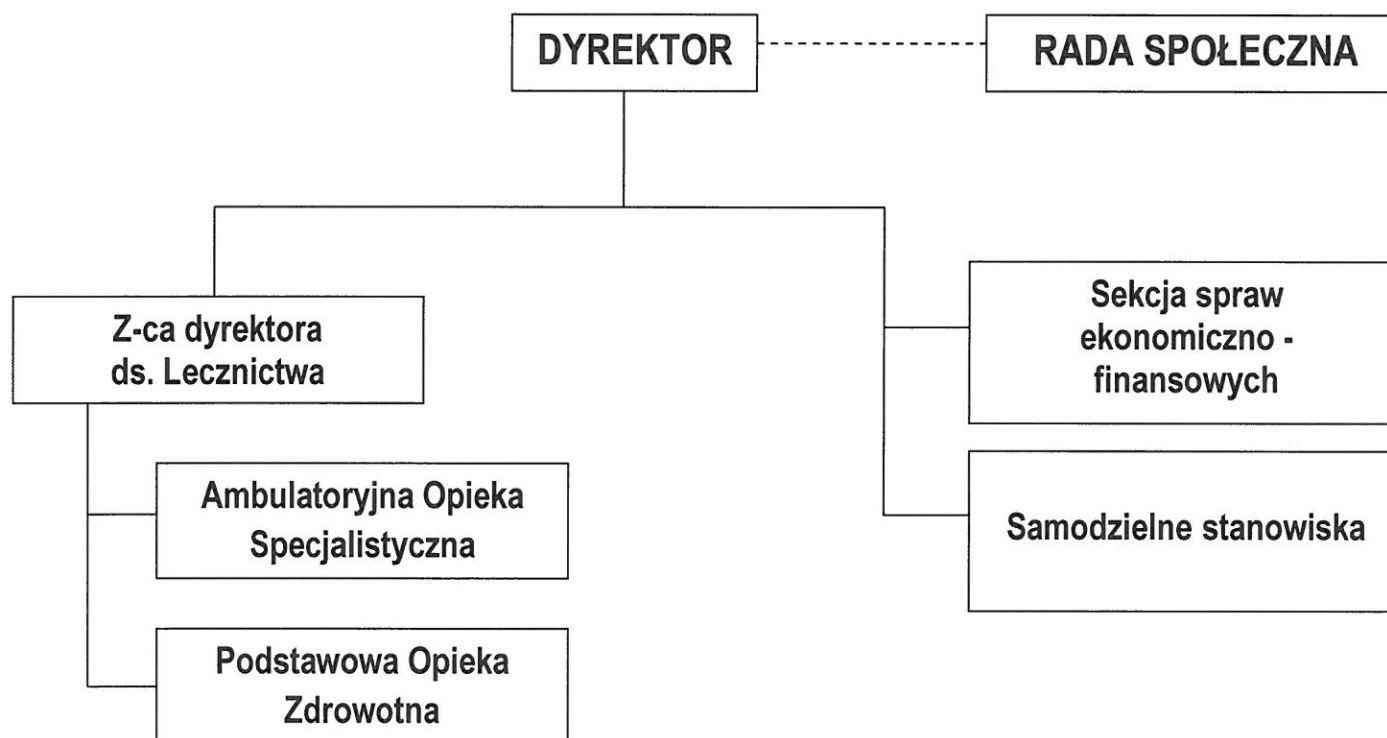 DYREKTOR
RADA SPOŁECZNA
Z-ca dyrektora
ds. Lecznictwa
Sekcja spraw
ekonomiczno -
finansowych
Ambulatoryjna Opieka
Specjalistyczna
Samodzielne stanowiska
Podstawowa Opieka
Zdrowotna